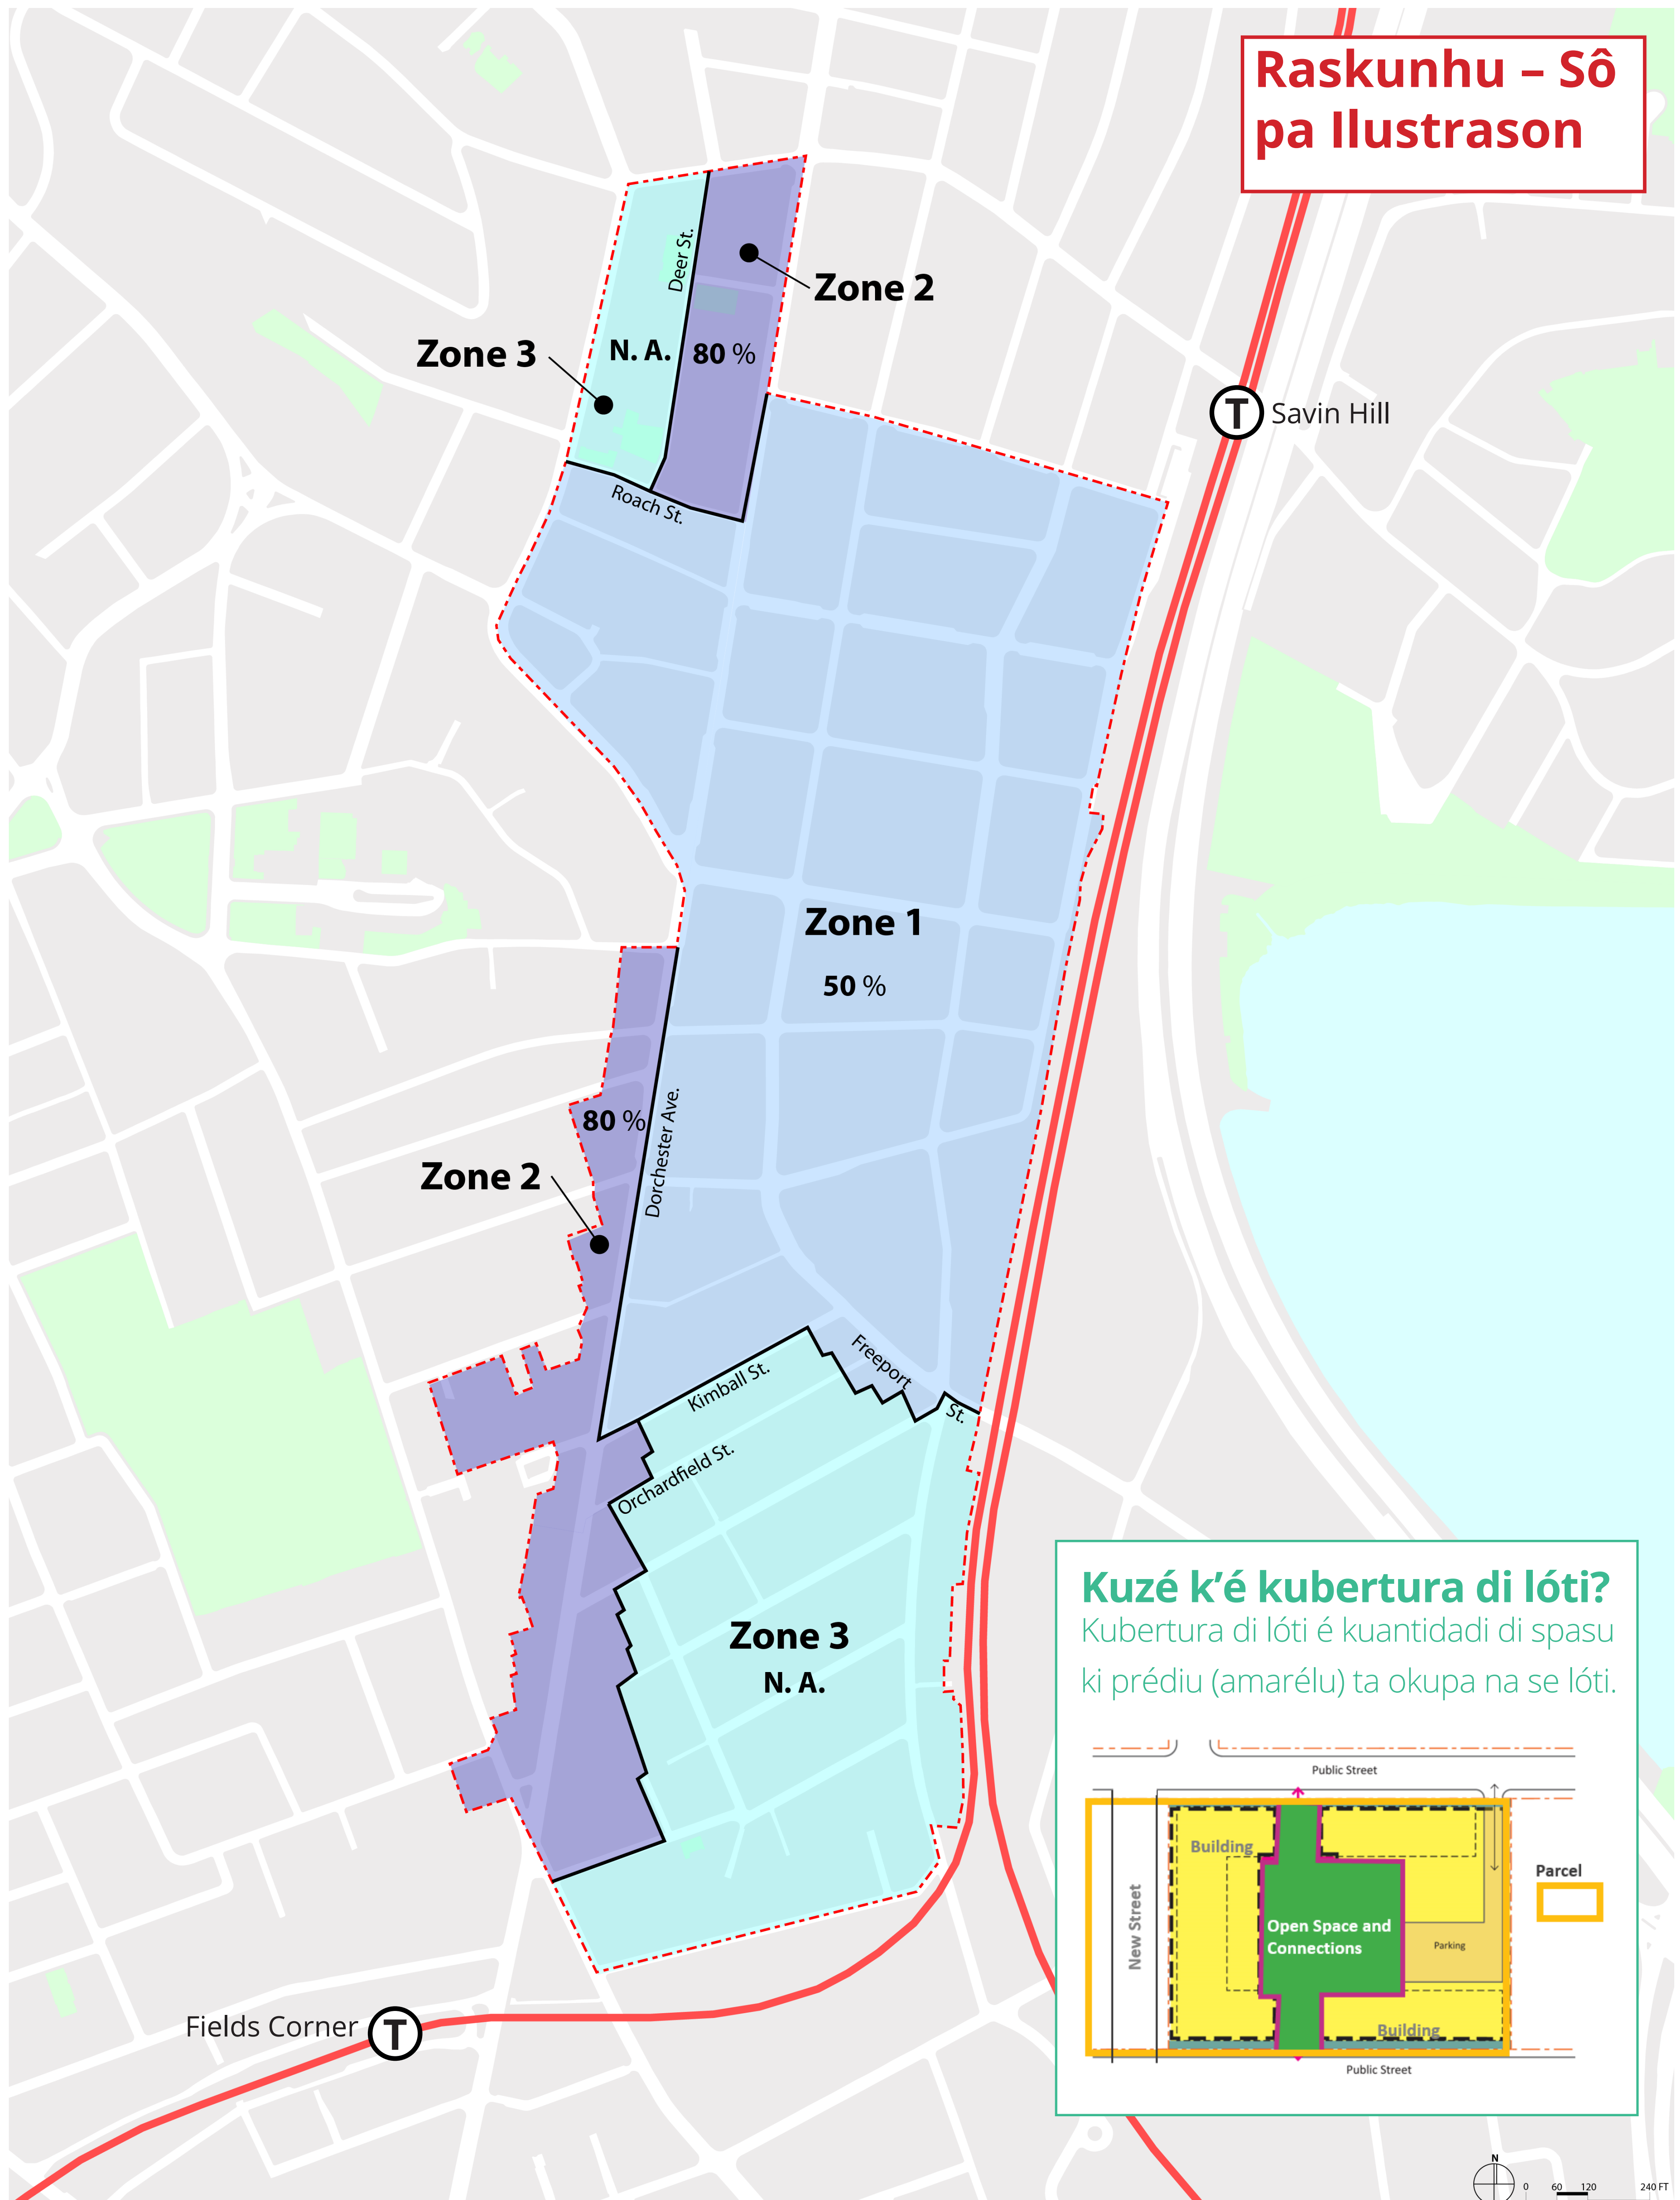 Raskunhu – Sô
pa Ilustrason
Deer St.
Zone 2
Zone 3
N. A.
80 %
Savin Hill
T
Roach St.
Zone 1
50 %
80 %
Dorchester Ave.
Zone 2
Freeport
St.
Kimball St.
Orchardfield St.
Zone 3
N. A.
Fields Corner
T
Kuzé k’é kubertura di lóti?
Kubertura di lóti é kuantidadi di spasu
ki prédiu (amarélu) ta okupa na se lóti.
Public Street
Building
Parcel
New Street
Open Space and
Connections
Parking
Building
Public Street
N
0 60 120 240 FT